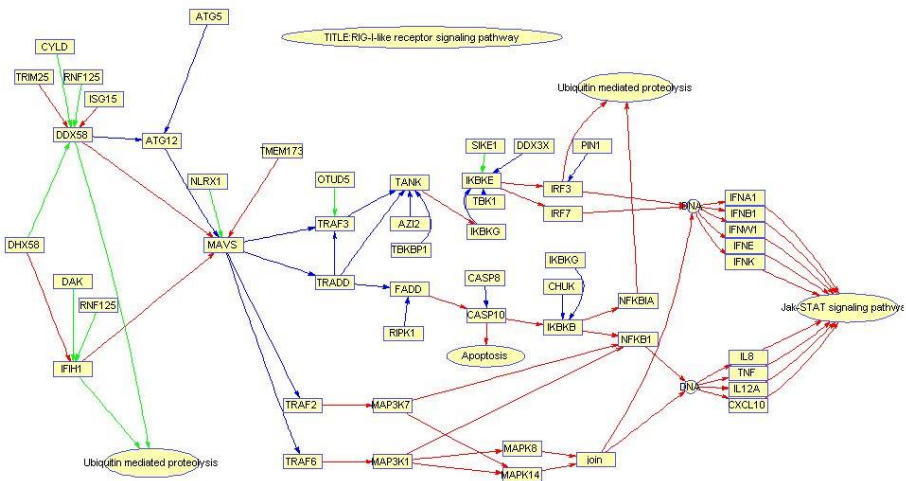 ATG5
TITLE:RIG-I-like receptor signaling pathway
CYLD
TRIM25
RNF125
ISG15
DDX58
ATG12
Ubiquitin mediated proteolysis
TMEM173
NLRX1
OTUD5
TANK
SIKE1
DDX3X
PIN1
IKBKE
IRF3
TBK1
IRF7
IKBKG
TRAF3
AZI2
TBKBP1
DNA
IFNA1
IFNB1
IFNW1
IFNE
IFNK
DHX58
MAVS
TRADD
DAK
RNF125
IFIH1
FADD
RIPK1
CASP8
CASP10
Apoptosis
IKBKG
CHUK
IKBKB
NFKBIA
NFKB1
Jak-STAT signaling pathway
IL8
TNF
IL12A
CXCL10
DNA
TRAF2
MAP3K7
TRAF6
MAP3K1
MAPK8
MAPK14
join
Ubiquitin mediated proteolysis